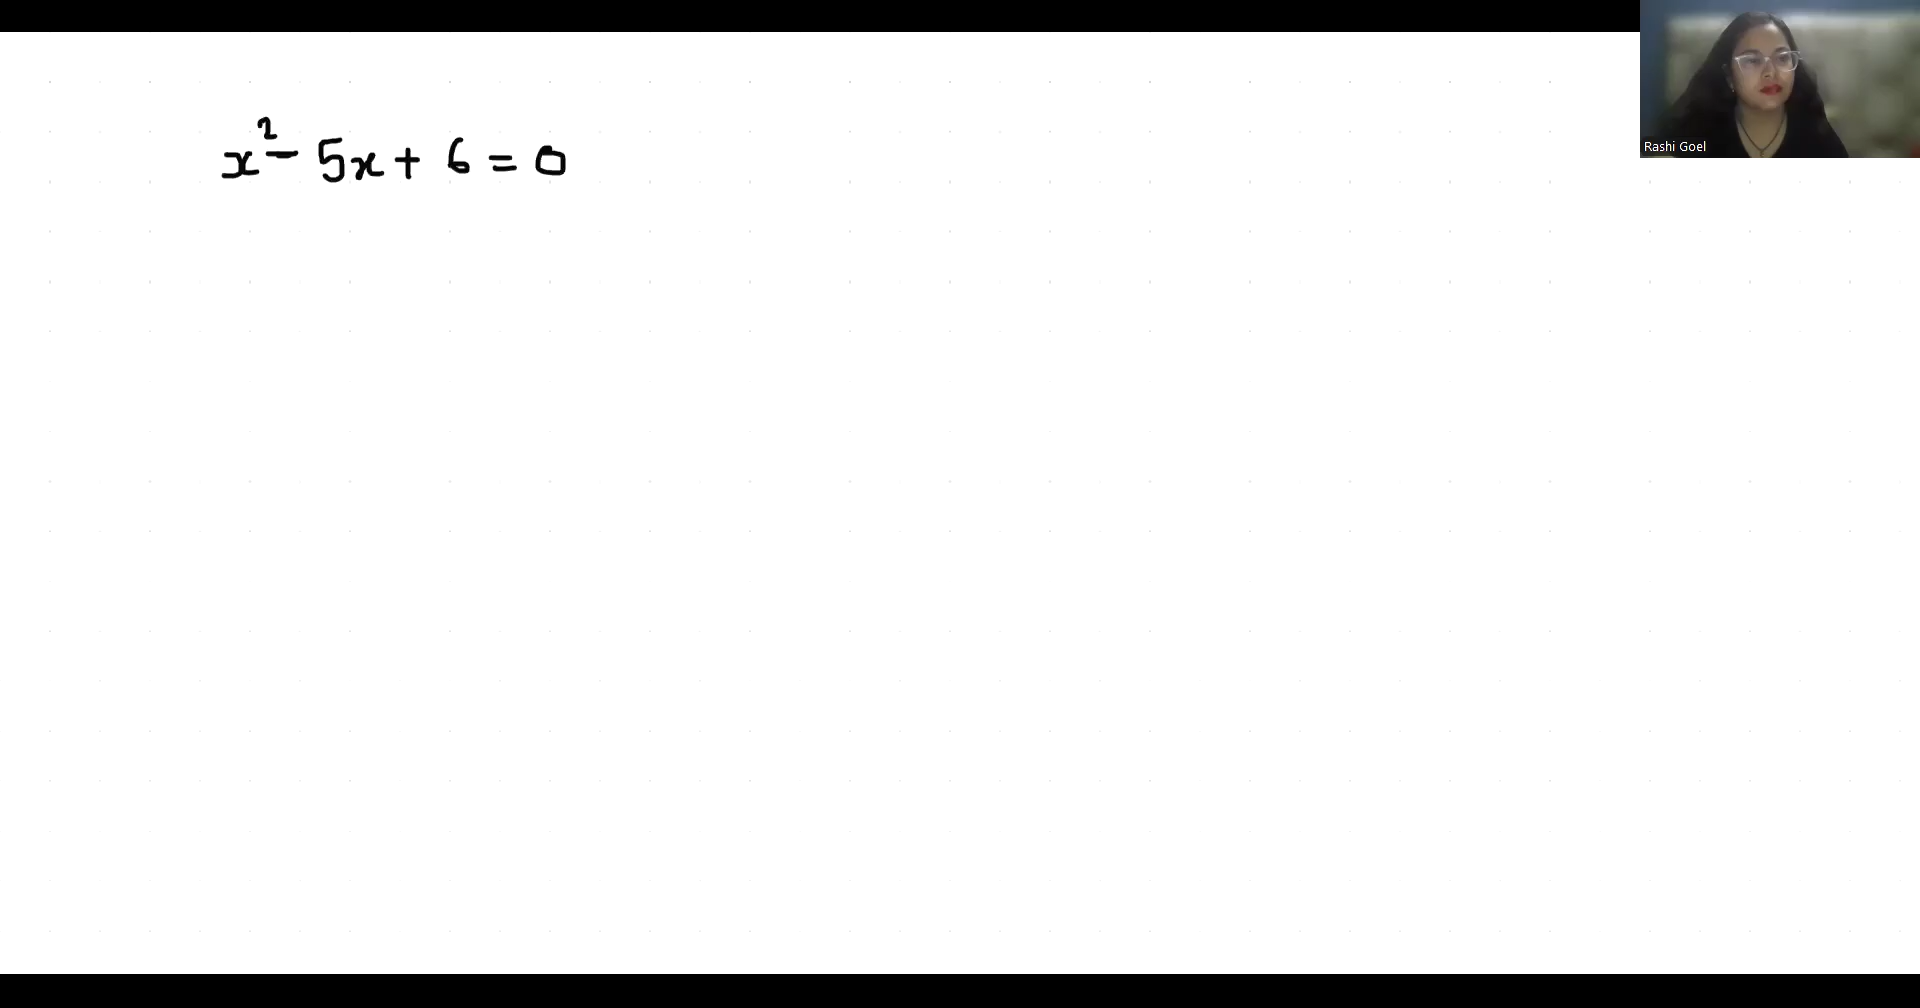 x² - 5x + 6 = 0
Rashi Goel